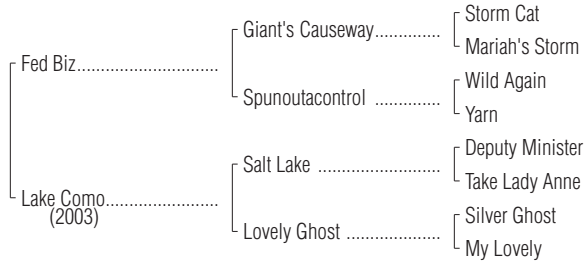 Storm Cat
Giant's Causeway..............
Mariah's Storm
Fed Biz..............................
Wild Again
Spunoutacontrol ..............
Yarn
Deputy Minister
Salt Lake ..........................
Take Lady Anne
Lake Como........................
(2003)
Silver Ghost
Lovely Ghost ....................
My Lovely